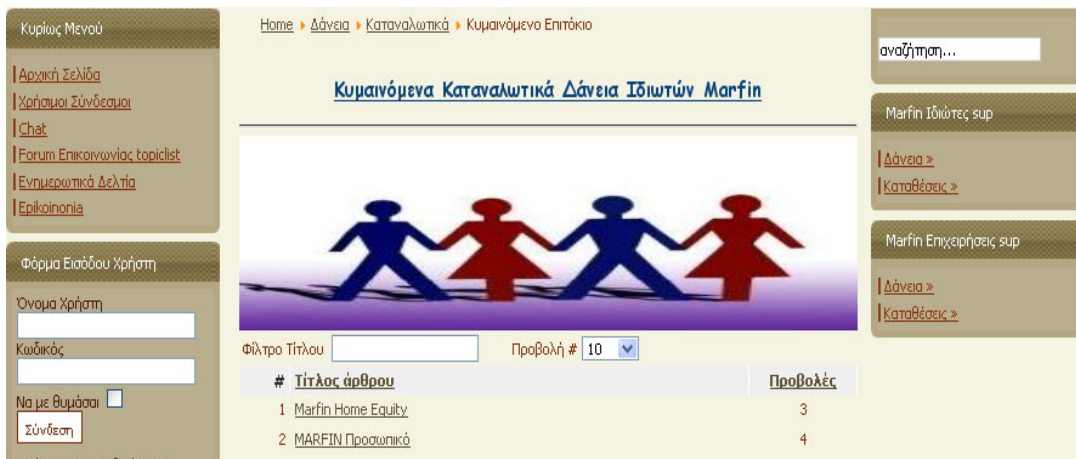 Κυρίως Μενού
Αρχική Σελίδα
Χρήσιμοι Σύνδεσμοι
Chat
Forum Επικοινωνίας topiclist
Ενημερωτικά Δελτία
Epikoinonia
Φόρμα Εισόδου Χρήστη
Όνομα Χρήστη
Κωδικός
Να με θυμάσαι
Σύνδεση
Home Δάνεια Καταναλωτικά Κυμαινόμενο Επιτόκιο
Κυμαινόμενα Καταναλωτικά Δάνεια Ιδιωτών Marfin
Φίλτρο Τίτλου Προβολή # 10
# Τίτλος άρθρου Προβολές
1 Marfin Home Equity 3
2 MARFIN Προσωπικό 4
αναζήτηση...
Marfin Ιδιώτες sup
Δάνεια »
Καταθέσεις »
Marfin Επιχειρήσεις sup
Δάνεια »
Καταθέσεις »